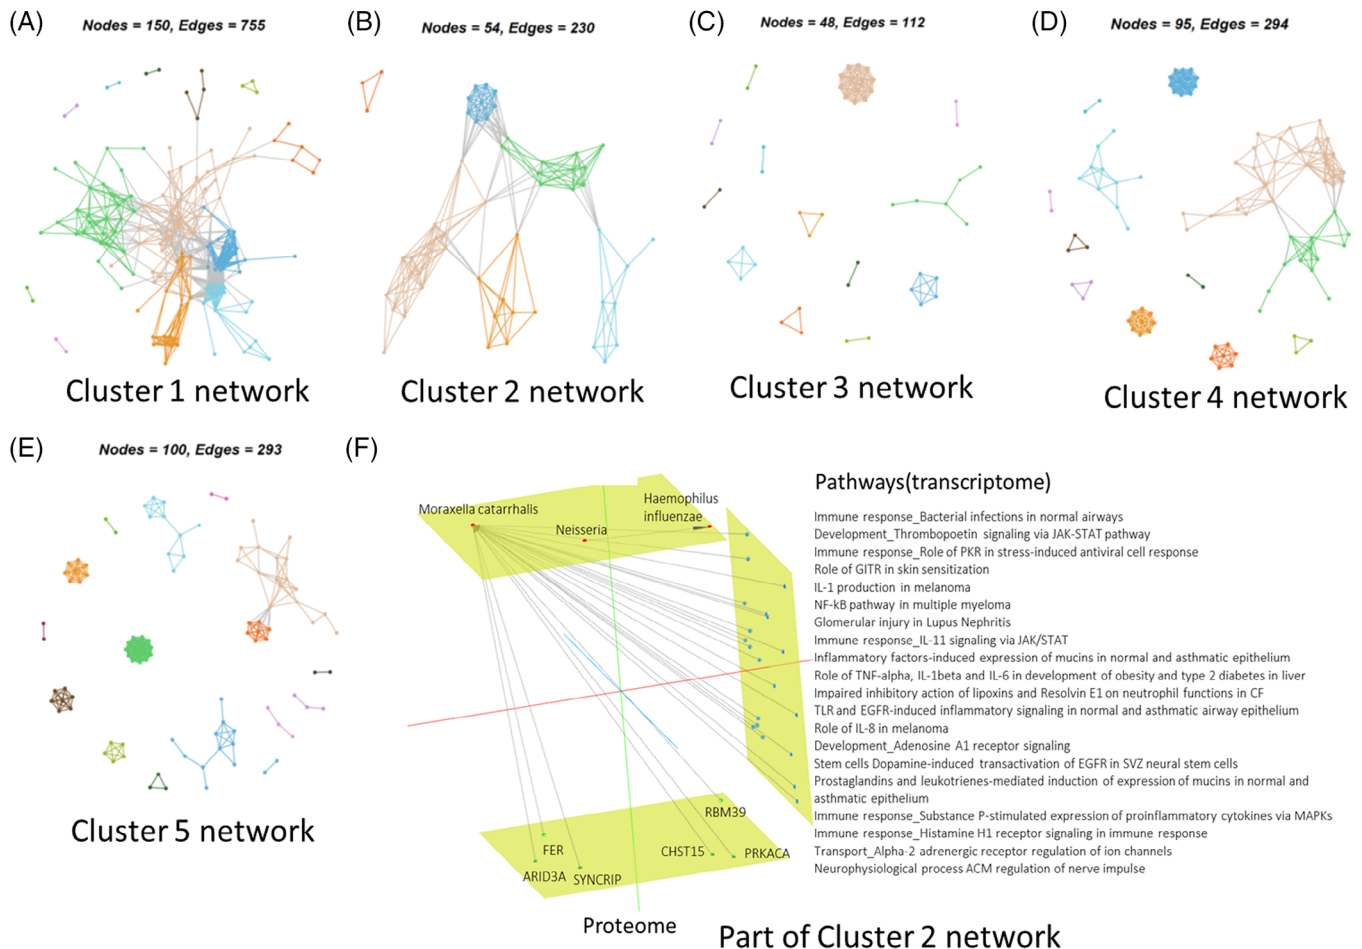 (A)
Nodes = 150, Edges = 755
Cluster 1 network
(B)
Nodes = 54, Edges = 230
Cluster 2 network
(C)
Nodes = 48, Edges = 112
Cluster 3 network
(D)
Nodes = 95, Edges = 294
Cluster 4 network
(E)
Nodes = 100, Edges = 293
Cluster 5 network
(F)
Moraxella catarrhalis
Neisseria
Haemophilus
influenzae
RBM39
FER
CHST15
PRKACA
ARID3A
SYNCRIP
Proteome
Pathways(transcriptome)
Immune response_Bacterial infections in normal airways
Development_Thrombopoetin signaling via JAK-STAT pathway
Immune response_Role of PKR in stress-induced antiviral cell response
Role of GITR in skin sensitization
IL-1 production in melanoma
NF-kB pathway in multiple myeloma
Glomerular injury in Lupus Nephritis
Immune response_IL-11 signaling via JAK/STAT
Inflammatory factors-induced expression of mucins in normal and asthmatic epithelium
Role of TNF-alpha, IL-1beta and IL-6 in development of obesity and type 2 diabetes in liver
Impaired inhibitory action of lipoxins and Resolvin E1 on neutrophil functions in CF
TLR and EGFR-induced inflammatory signaling in normal and asthmatic airway epithelium
Role of IL-8 in melanoma
Development_Adenosine A1 receptor signaling
Stem cells Dopamine-induced transactivation of EGFR in SVZ neural stem cells
Prostaglandins and leukotrienes-mediated induction of expression of mucins in normal and
asthmatic epithelium
Immune response_Substance P-stimulated expression of proinflammatory cytokines via MAPKs
Immune response_Histamine H1 receptor signaling in immune response
Transport_Alpha-2 adrenergic receptor regulation of ion channels
Neurophysiological process ACM regulation of nerve impulse
Part of Cluster 2 network